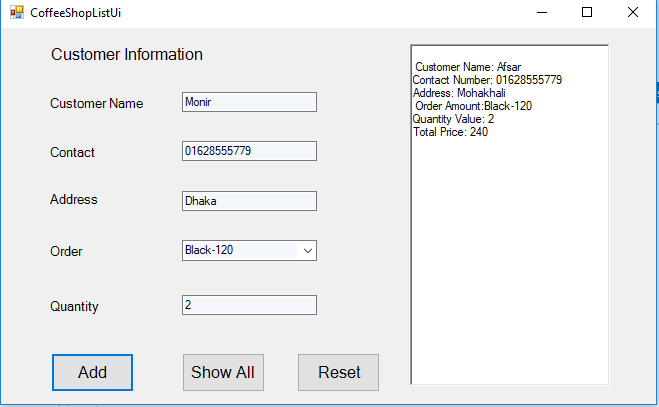 CoffeeShopListUi
Customer Information
Customer Name
Monir
Contact
01628555779
Address
Dhaka
Order
Black-120
Quantity
2
Add
Show All
Reset
Customer Name: Afsar
Contact Number: 01628555779
Address: Mohakhali
Order Amount:Black-120
Quantity Value: 2
Total Price: 240